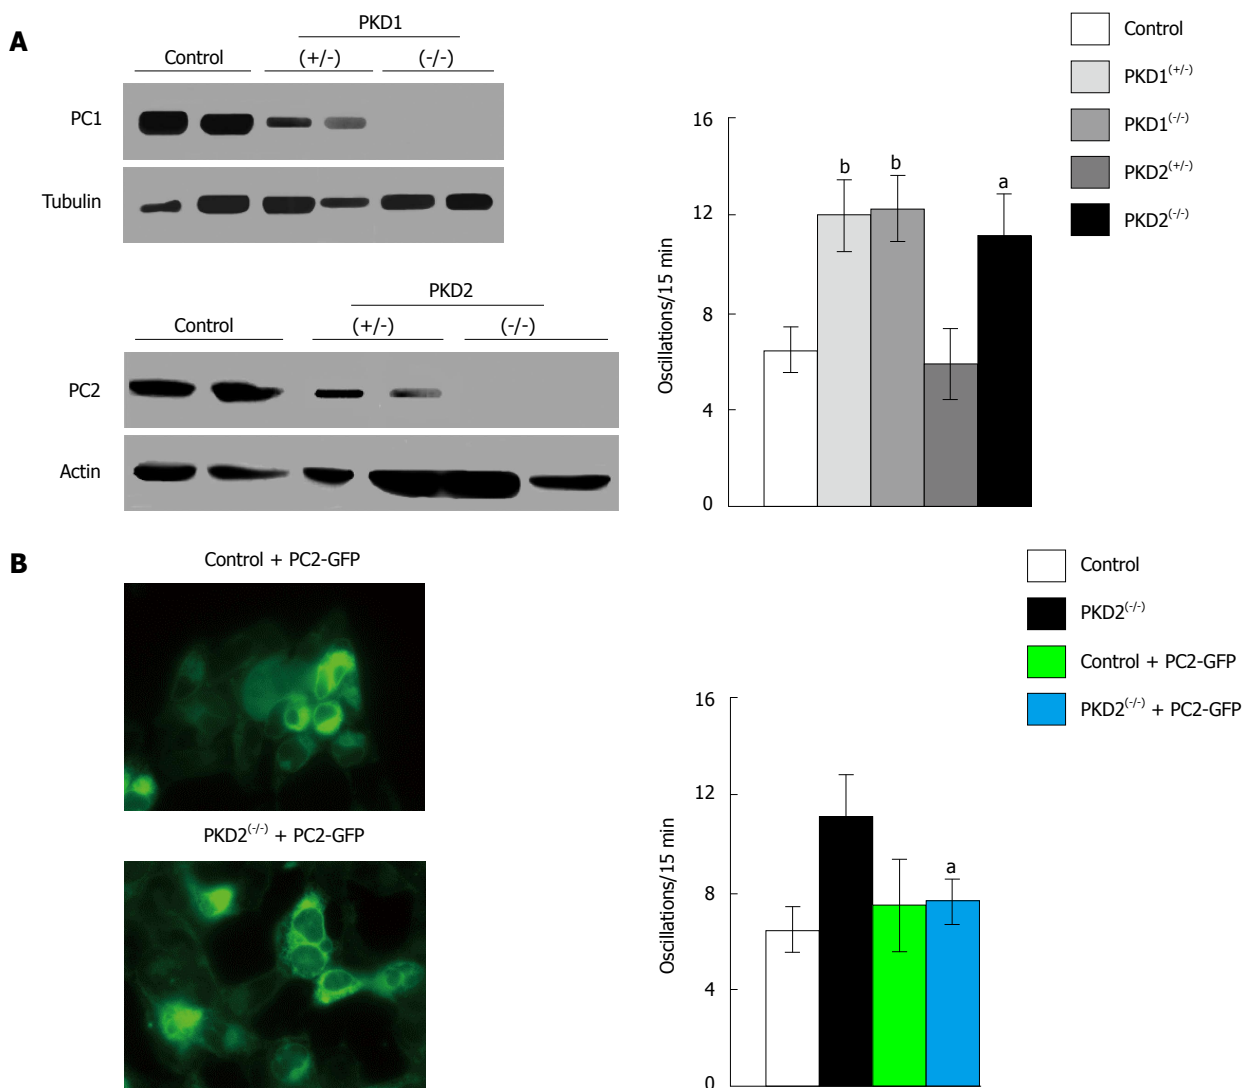 A
PKD1
Control (+/-) (-/-)
PC1
Tubulin
PKD2
Control (+/-) (-/-)
PC2
Actin
Oscillations/15 min
16
12
8
4
0
b b a
Control
PKD1(+/-)
PKD1(-/-)
PKD2(+/-)
PKD2(-/-)
B
Control + PC2-GFP
PKD2(-/-) + PC2-GFP
Oscillations/15 min
16
12
8
4
0
a
Control
PKD2(-/-)
Control + PC2-GFP
PKD2(-/-) + PC2-GFP